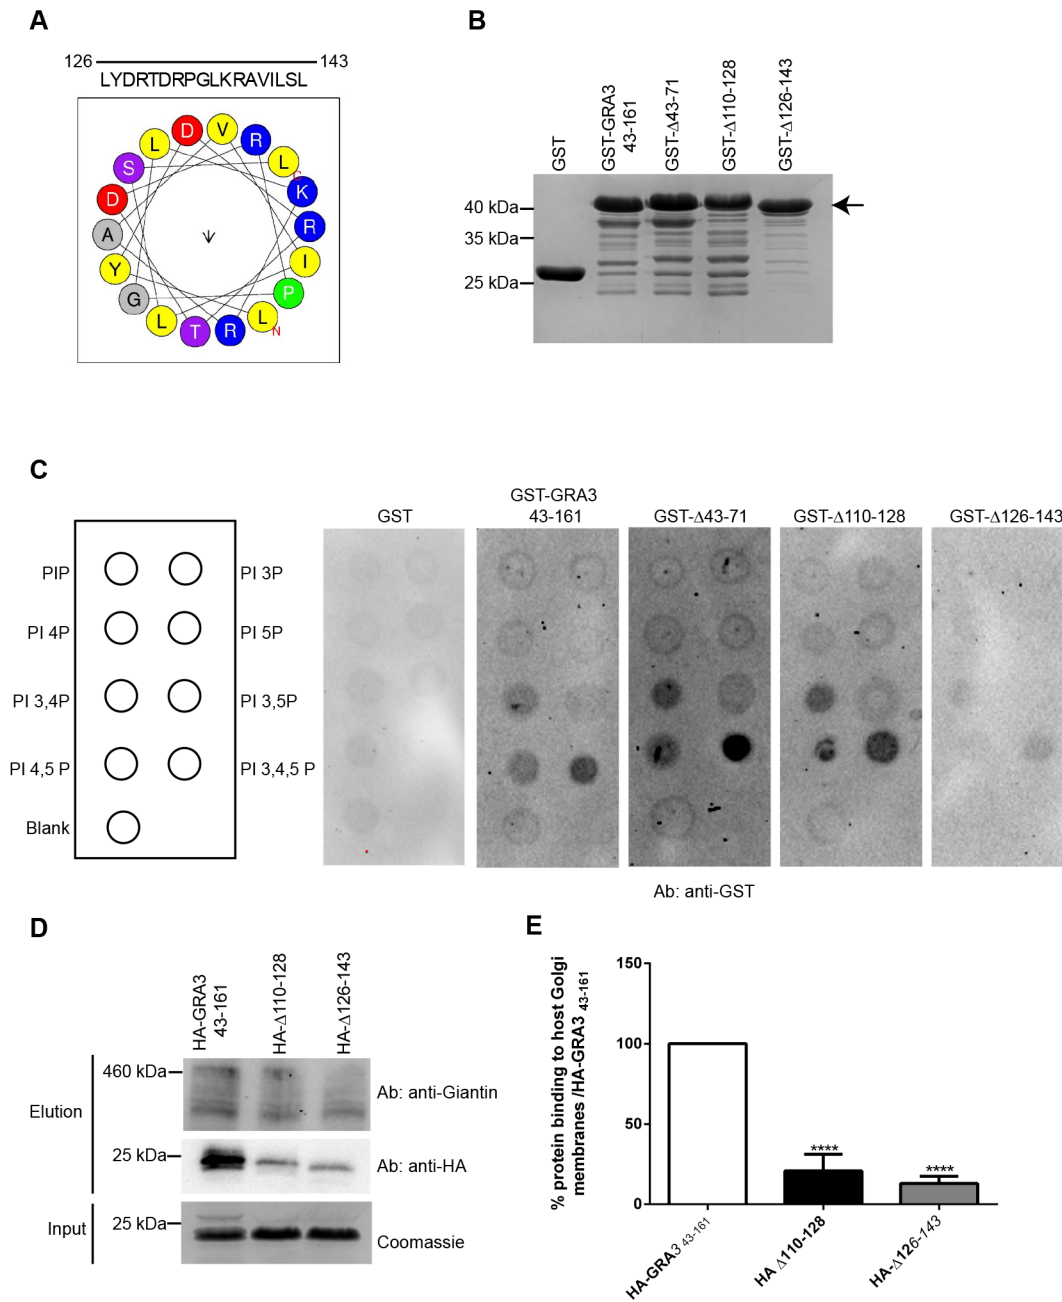 A
126 143
LYDRTDRPGLKRAVILSL
D V R L K R I P L R T L G Y A D S L
C
N
B
GST
GST-GRA3
43-161
GST-Δ43-71
GST-Δ110-128
GST-Δ126-143
40 kDa
35 kDa
25 kDa
C
PIP PI 3P
PI 4P PI 5P
PI 3,4P PI 3,5P
PI 4,5 P PI 3,4,5 P
Blank
GST
GST-GRA3
43-161
GST-Δ43-71
GST-Δ110-128
GST-Δ126-143
Ab: anti-GST
D
HA-GRA3
43-161
HA-Δ110-128
HA-Δ126-143
Elution
460 kDa
Ab: anti-Giantin
25 kDa
Ab: anti-HA
Input
25 kDa
Coomassie
E
% protein binding to host Golgi
membranes /HA-GRA3 43-161
150
100
50
0
**** ****
HA-GRA3 43-161
HA Δ110-128
HA-Δ126-143